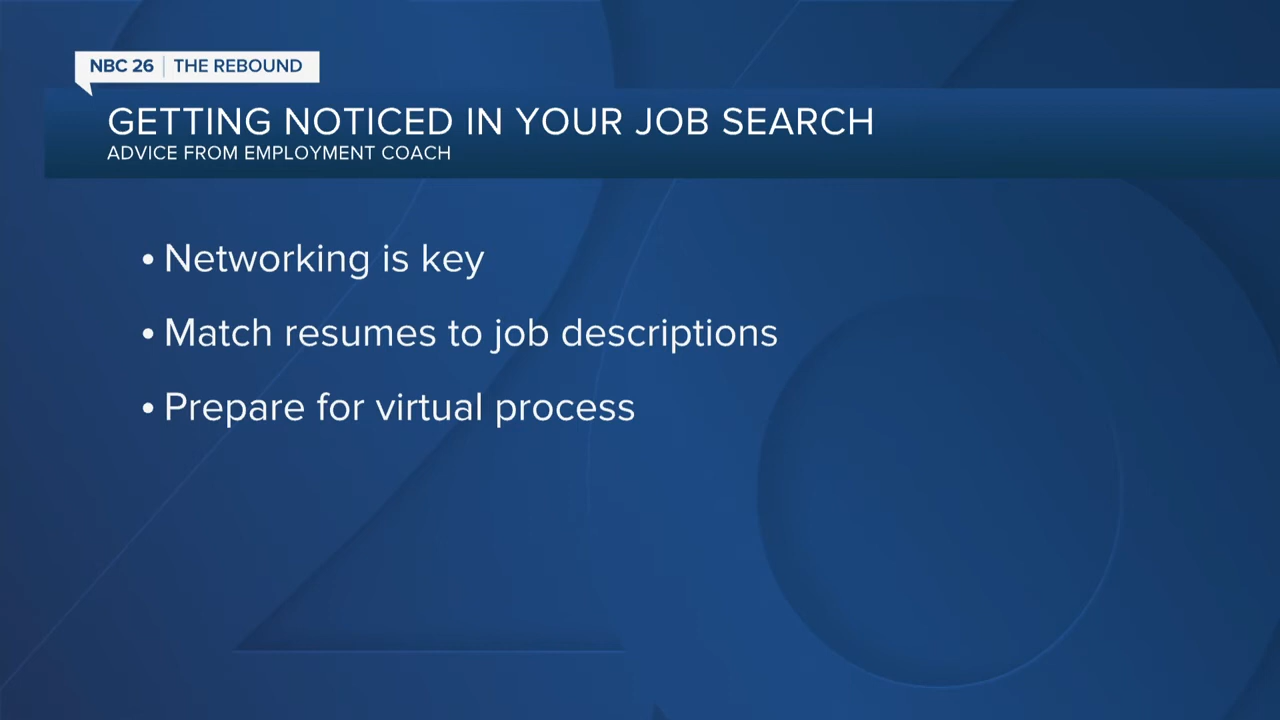 NBC 26 | THE REBOUND
GETTING NOTICED IN YOUR JOB SEARCH
ADVICE FROM EMPLOYMENT COACH
• Networking is key
• Match resumes to job descriptions
• Prepare for virtual process